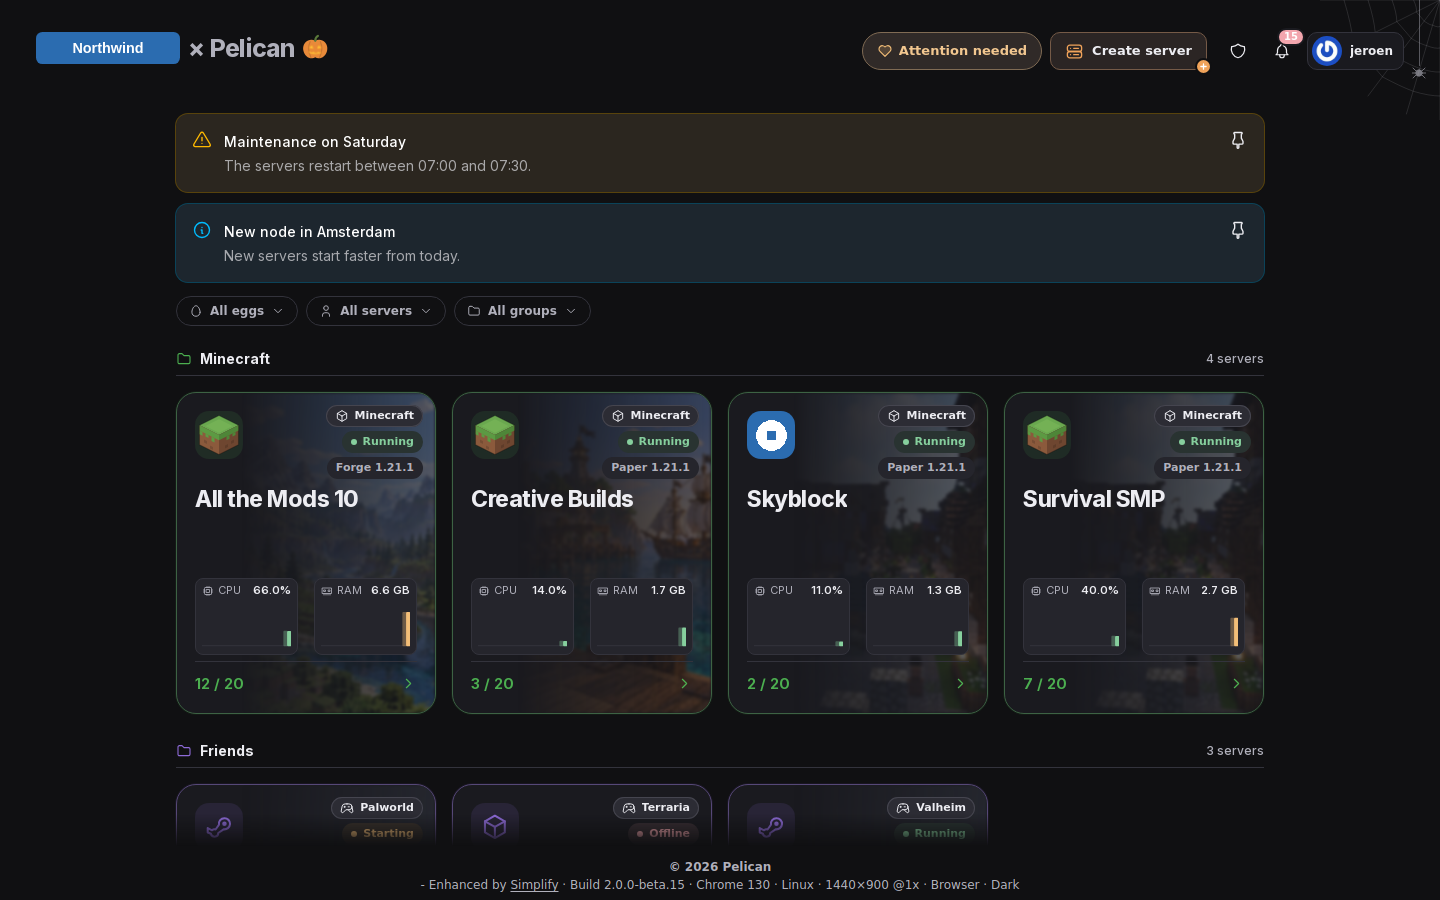 Northwind × Pelican
Attention needed
Create server
15
jeroen
Maintenance on Saturday
The servers restart between 07:00 and 07:30.
New node in Amsterdam
New servers start faster from today.
All eggs
All servers
All groups
Minecraft
4 servers
Minecraft
Running
Forge 1.21.1
All the Mods 10
CPU 66.0%
RAM 6.6 GB
12 / 20
Minecraft
Running
Paper 1.21.1
Creative Builds
CPU 14.0%
RAM 1.7 GB
3 / 20
Minecraft
Running
Paper 1.21.1
Skyblock
CPU 11.0%
RAM 1.3 GB
2 / 20
Minecraft
Running
Paper 1.21.1
Survival SMP
CPU 40.0%
RAM 2.7 GB
7 / 20
Friends
3 servers
Palworld
Starting
Terraria
Offline
Valheim
Running
© 2026 Pelican
- Enhanced by Simplify · Build 2.0.0-beta.15 · Chrome 130 · Linux · 1440×900 @1x · Browser · Dark